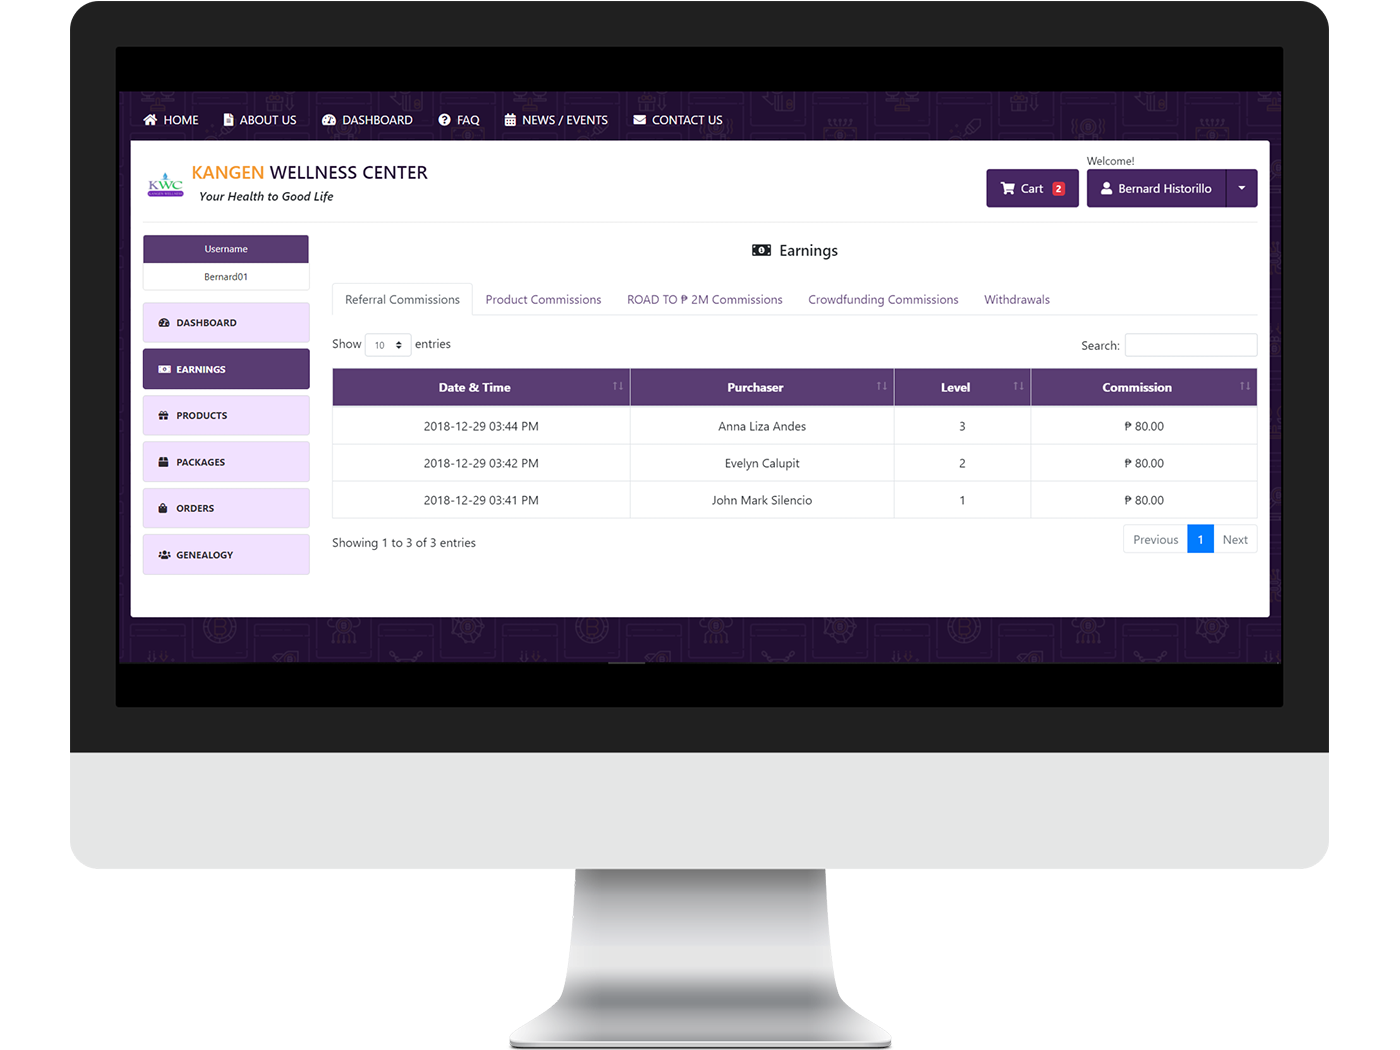 HOME ABOUT US DASHBOARD FAQ NEWS / EVENTS CONTACT US
KWC
KANGEN WELLNESS CENTER
Your Health to Good Life
Welcome!
Cart 2 Bernard Historillo
Username
Bernard01
DASHBOARD
EARNINGS
PRODUCTS
PACKAGES
ORDERS
GENEALOGY
Earnings
Referral Commissions Product Commissions ROAD TO ₱ 2M Commissions Crowdfunding Commissions Withdrawals
Show 10 entries Search:
Date & Time Purchaser Level Commission
2018-12-29 03:44 PM Anna Liza Andes 3 ₱ 80.00
2018-12-29 03:42 PM Evelyn Calupit 2 ₱ 80.00
2018-12-29 03:41 PM John Mark Silencio 1 ₱ 80.00
Showing 1 to 3 of 3 entries Previous 1 Next